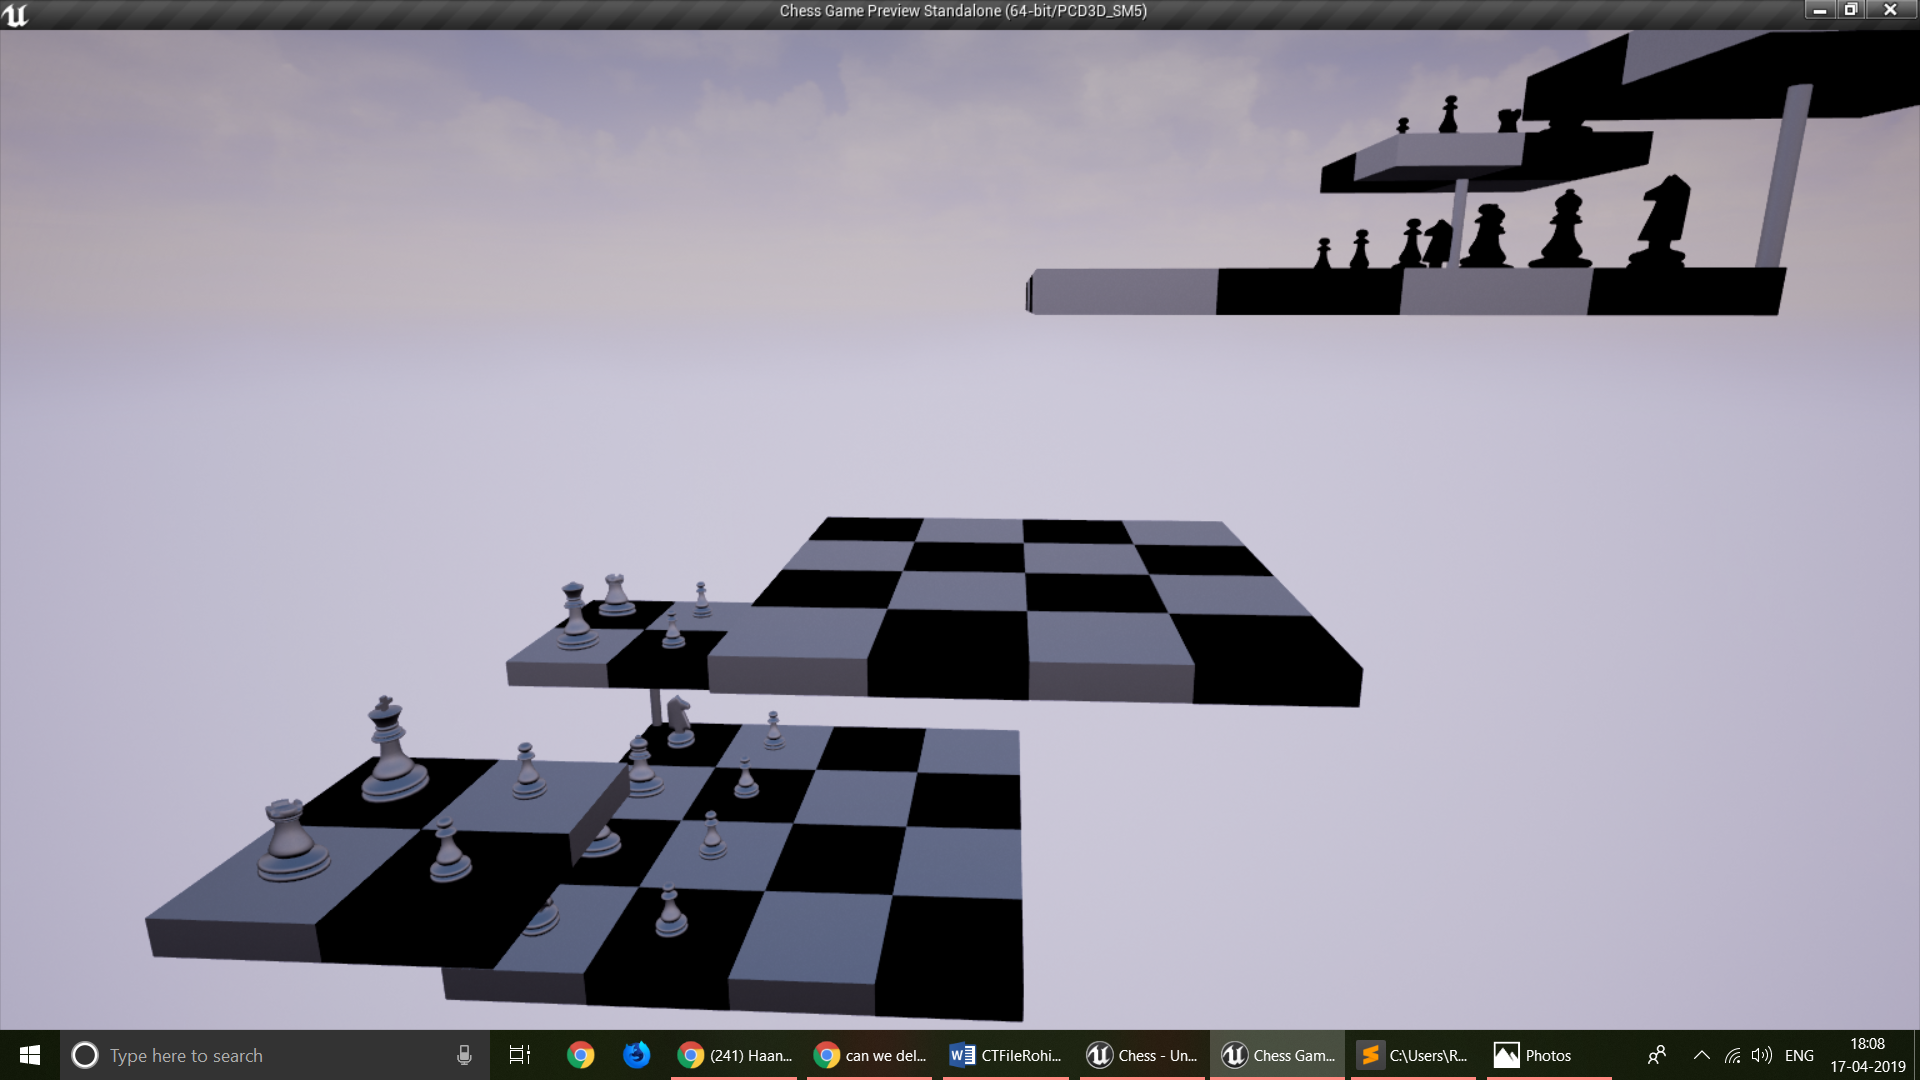 Chess Game Preview Standalone (64-bit/PCD3D_SM5)
Type here to search
(241) Haan...
can we del...
CTFileRohi...
Chess - Un...
Chess Gam...
C:\Users\R...
Photos
ENG
18:08
17-04-2019